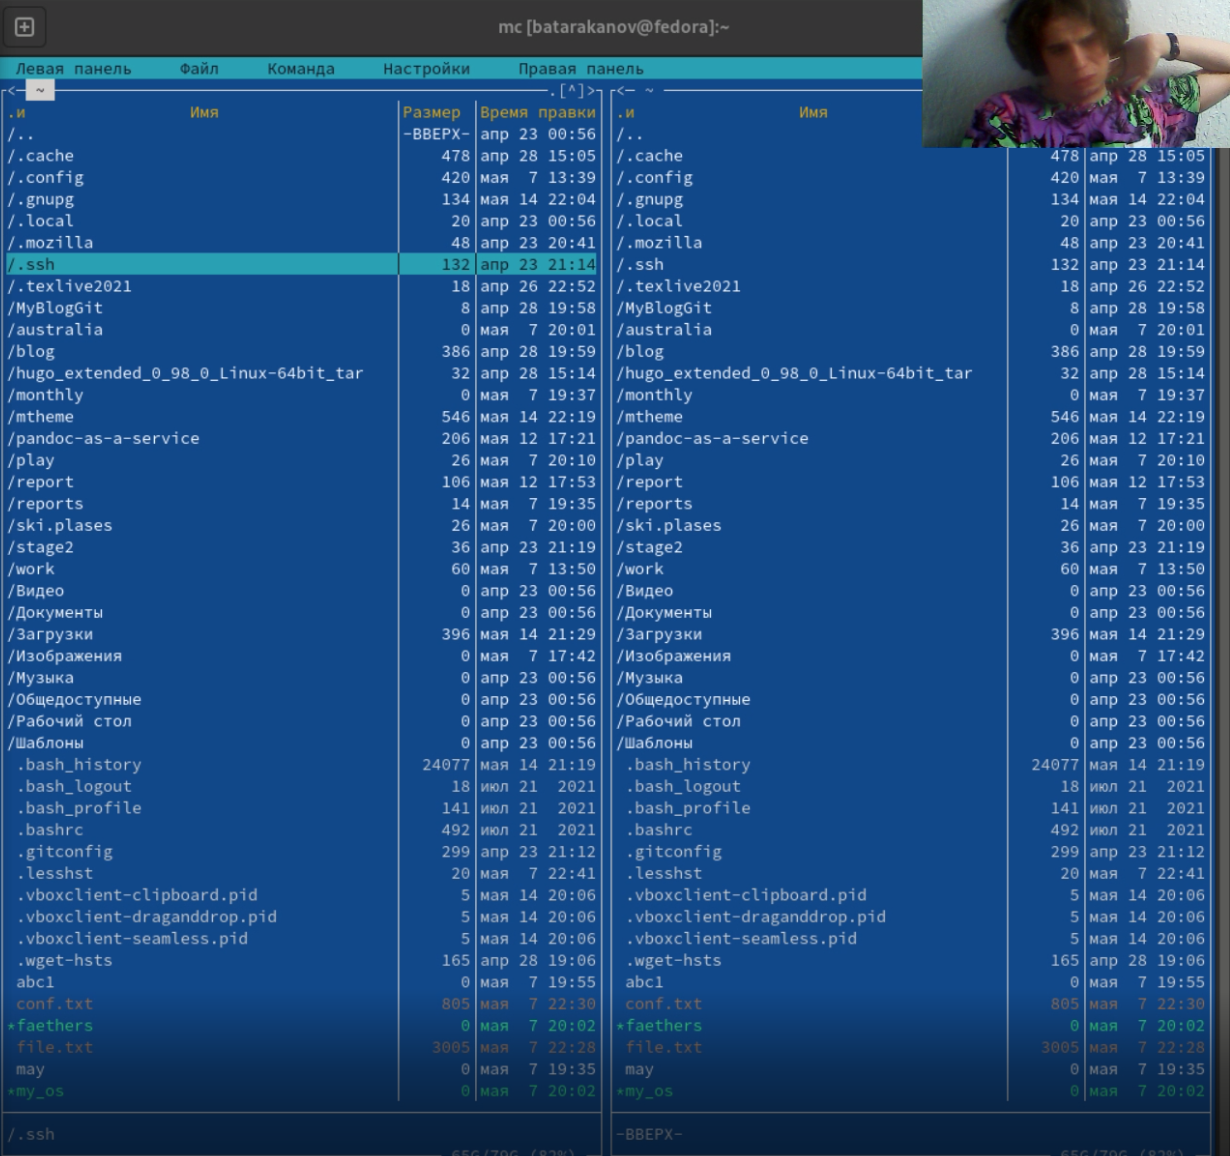 mc [batarakanov@fedora]:~
Левая панель Файл Команда Настройки Правая панель
<─ ~ .[^]> <─ ~
.и Имя Размер Время правки .и Имя
/.. -ВВЕРХ- апр 23 00:56 /..
/.cache 478 апр 28 15:05 /.cache 478 апр 28 15:05
/.config 420 мая 7 13:39 /.config 420 мая 7 13:39
/.gnupg 134 мая 14 22:04 /.gnupg 134 мая 14 22:04
/.local 20 апр 23 00:56 /.local 20 апр 23 00:56
/.mozilla 48 апр 23 20:41 /.mozilla 48 апр 23 20:41
/.ssh 132 апр 23 21:14 /.ssh 132 апр 23 21:14
/.texlive2021 18 апр 26 22:52 /.texlive2021 18 апр 26 22:52
/MyBlogGit 8 апр 28 19:58 /MyBlogGit 8 апр 28 19:58
/australia 0 мая 7 20:01 /australia 0 мая 7 20:01
/blog 386 апр 28 19:59 /blog 386 апр 28 19:59
/hugo_extended_0_98_0_Linux-64bit_tar 32 апр 28 15:14 /hugo_extended_0_98_0_Linux-64bit_tar 32 апр 28 15:14
/monthly 0 мая 7 19:37 /monthly 0 мая 7 19:37
/mtheme 546 мая 14 22:19 /mtheme 546 мая 14 22:19
/pandoc-as-a-service 206 мая 12 17:21 /pandoc-as-a-service 206 мая 12 17:21
/play 26 мая 7 20:10 /play 26 мая 7 20:10
/report 106 мая 12 17:53 /report 106 мая 12 17:53
/reports 14 мая 7 19:35 /reports 14 мая 7 19:35
/ski.plases 26 мая 7 20:00 /ski.plases 26 мая 7 20:00
/stage2 36 апр 23 21:19 /stage2 36 апр 23 21:19
/work 60 мая 7 13:50 /work 60 мая 7 13:50
/Видео 0 апр 23 00:56 /Видео 0 апр 23 00:56
/Документы 0 апр 23 00:56 /Документы 0 апр 23 00:56
/Загрузки 396 мая 14 21:29 /Загрузки 396 мая 14 21:29
/Изображения 0 мая 7 17:42 /Изображения 0 мая 7 17:42
/Музыка 0 апр 23 00:56 /Музыка 0 апр 23 00:56
/Общедоступные 0 апр 23 00:56 /Общедоступные 0 апр 23 00:56
/Рабочий стол 0 апр 23 00:56 /Рабочий стол 0 апр 23 00:56
/Шаблоны 0 апр 23 00:56 /Шаблоны 0 апр 23 00:56
.bash_history 24077 мая 14 21:19 .bash_history 24077 мая 14 21:19
.bash_logout 18 июл 21 2021 .bash_logout 18 июл 21 2021
.bash_profile 141 июл 21 2021 .bash_profile 141 июл 21 2021
.bashrc 492 июл 21 2021 .bashrc 492 июл 21 2021
.gitconfig 299 апр 23 21:12 .gitconfig 299 апр 23 21:12
.lesshst 20 мая 7 22:41 .lesshst 20 мая 7 22:41
.vboxclient-clipboard.pid 5 мая 14 20:06 .vboxclient-clipboard.pid 5 мая 14 20:06
.vboxclient-draganddrop.pid 5 мая 14 20:06 .vboxclient-draganddrop.pid 5 мая 14 20:06
.vboxclient-seamless.pid 5 мая 14 20:06 .vboxclient-seamless.pid 5 мая 14 20:06
.wget-hsts 165 апр 28 19:06 .wget-hsts 165 апр 28 19:06
abc1 0 мая 7 19:55 abc1 0 мая 7 19:55
conf.txt 805 мая 7 22:30 conf.txt 805 мая 7 22:30
*faethers 0 мая 7 20:02 *faethers 0 мая 7 20:02
file.txt 3005 мая 7 22:28 file.txt 3005 мая 7 22:28
may 0 мая 7 19:35 may 0 мая 7 19:35
*my_os 0 мая 7 20:02 *my_os 0 мая 7 20:02
/.ssh -ВВЕРХ-